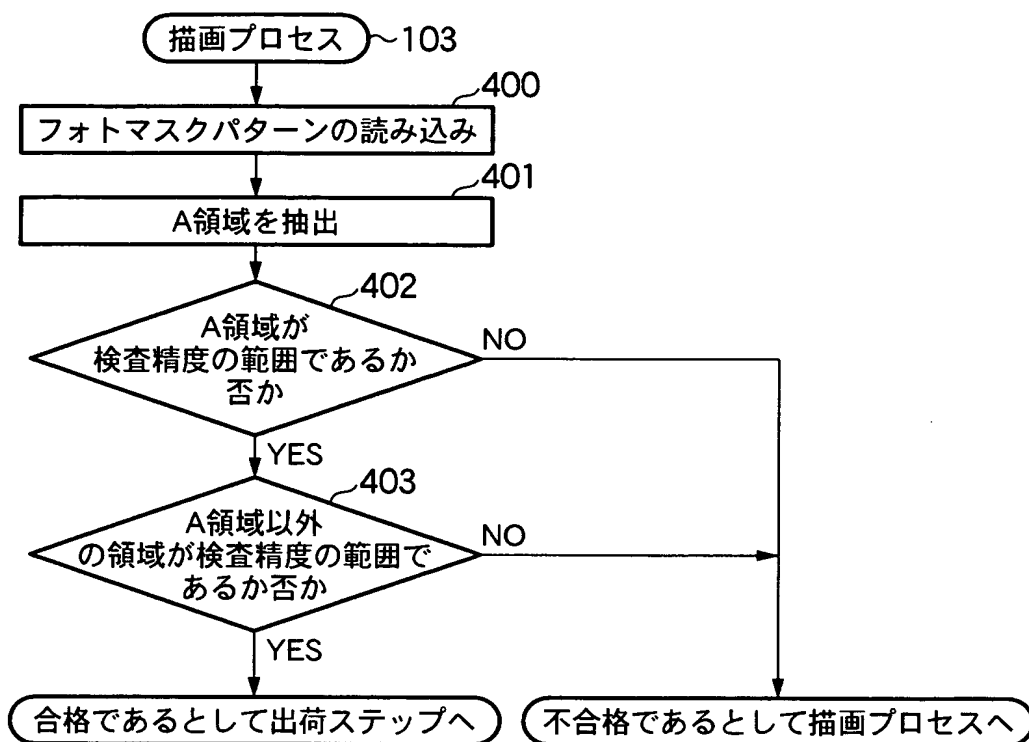 描画プロセス 103
400
フォトマスクパターンの読み込み
401
A領域を抽出
402
A領域が
検査精度の範囲であるか
否か
NO
YES
403
A領域以外
の領域が検査精度の範囲で
あるか否か
NO
YES
合格であるとして出荷ステップへ
不合格であるとして描画プロセスへ